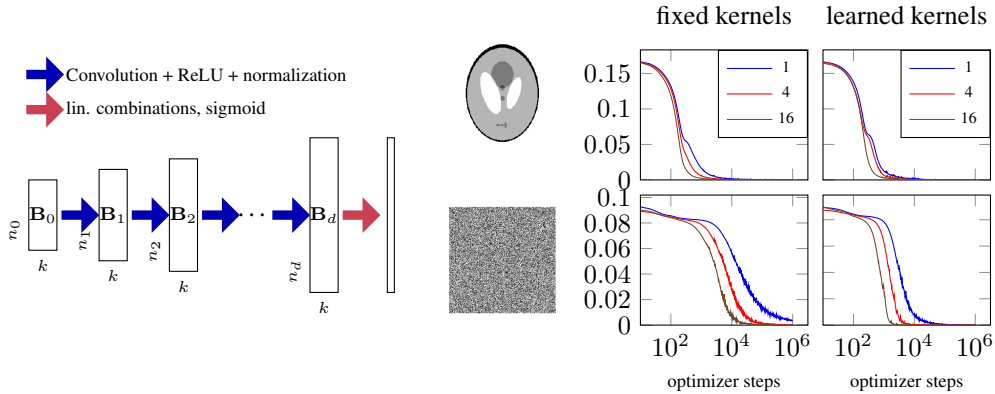 fixed kernels
learned kernels
Convolution + ReLU + normalization
lin. combinations, sigmoid
n0
B0
k
n1
B1
k
n2
B2
k
···
nd
Bd
k
0.15
0.1
0.05
0
1
4
16
1
4
16
0.1
0.08
0.06
0.04
0.02
0
10^2
10^4
10^6
optimizer steps
10^2
10^4
10^6
optimizer steps